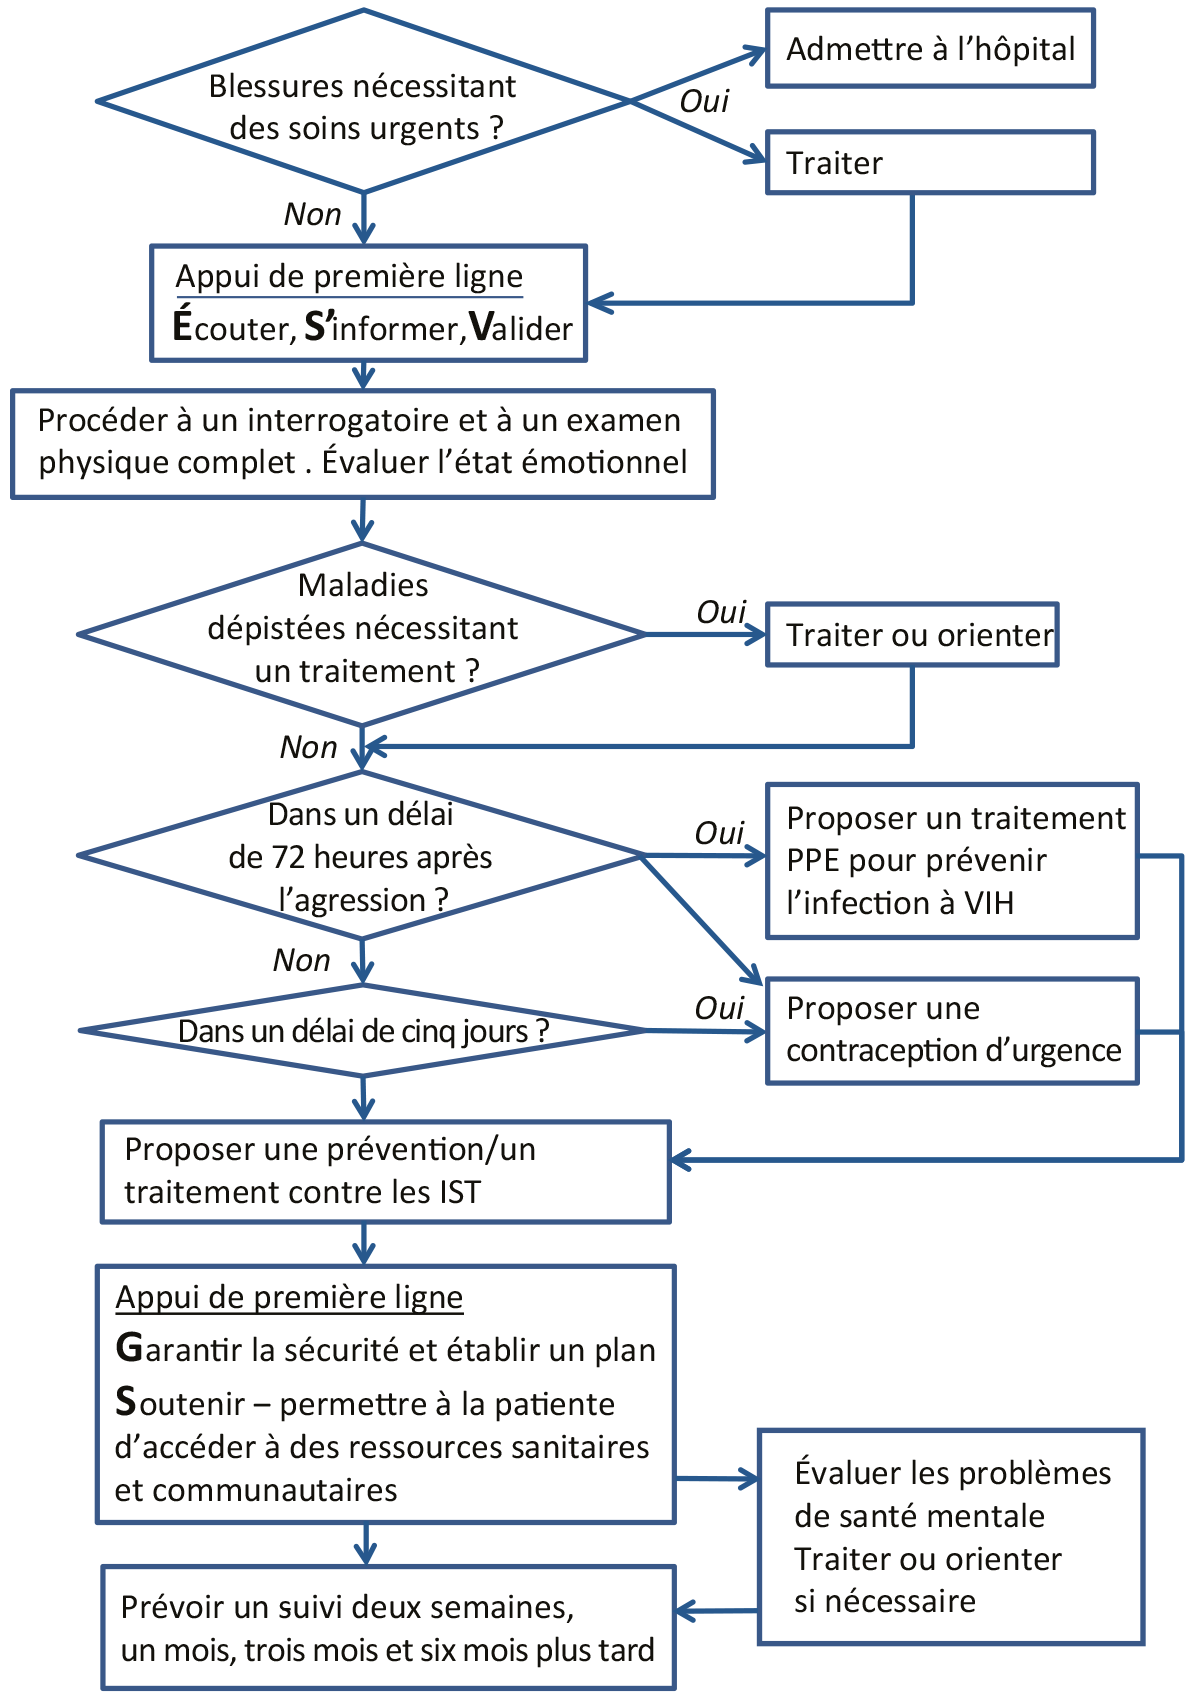 Blessures nécessitant
des soins urgents ?
Admettre à l’hôpital
Oui
Traiter
Non
Appui de première ligne
Écouter, S’informer,Valider
Procéder à un interrogatoire et à un examen
physique complet . Évaluer l’état émotionnel
Maladies
dépistées nécessitant
un traitement ?
Oui
Traiter ou orienter
Non
Dans un délai
de 72 heures après
l’agression ?
Oui
Proposer un traitement
PPE pour prévenir
l’infection à VIH
Non
Dans un délai de cinq jours ?
Oui
Proposer une
contraception d’urgence
Proposer une prévention/un
traitement contre les IST
Appui de première ligne
Garantir la sécurité et établir un plan
Soutenir – permettre à la patiente
d’accéder à des ressources sanitaires
et communautaires
Évaluer les problèmes
de santé mentale
Traiter ou orienter
si nécessaire
Prévoir un suivi deux semaines,
un mois, trois mois et six mois plus tard